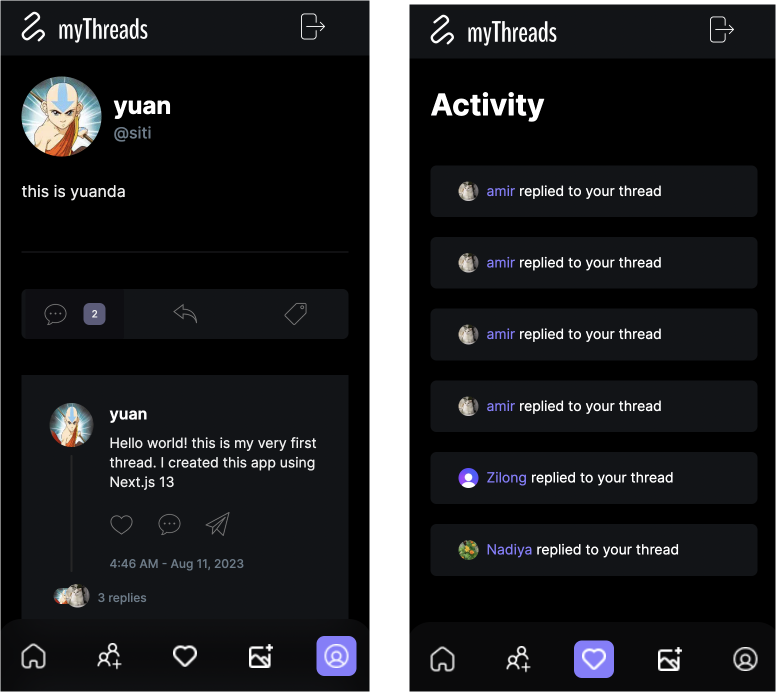 myThreads
yuan
@siti
this is yuanda
2
yuan
Hello world! this is my very first
thread. I created this app using
Next.js 13
4:46 AM - Aug 11, 2023
3 replies
myThreads
Activity
amir replied to your thread
amir replied to your thread
amir replied to your thread
amir replied to your thread
Zilong replied to your thread
Nadiya replied to your thread